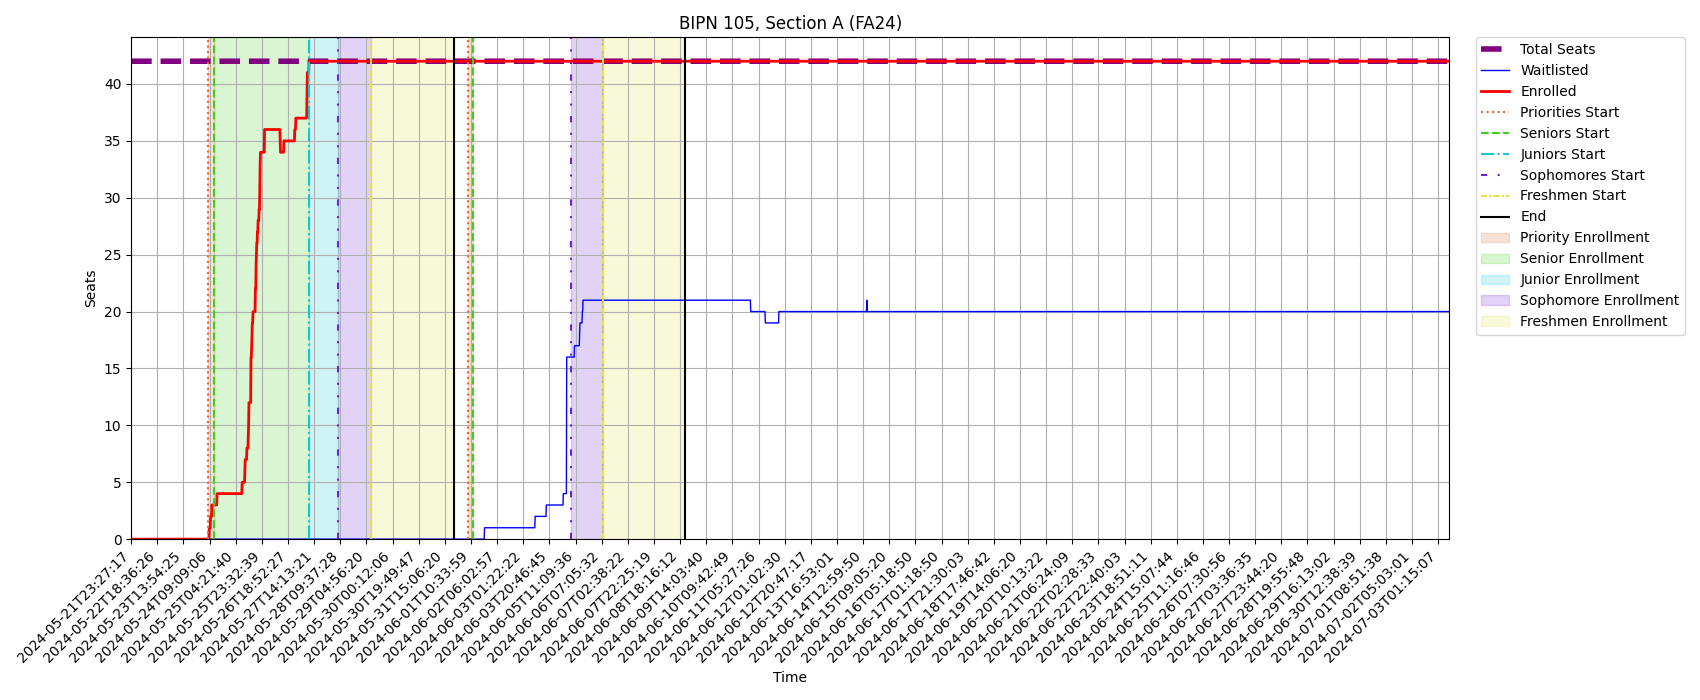 BIPN 105, Section A (FA24)
Total Seats
Waitlisted
Enrolled
Priorities Start
Seniors Start
Juniors Start
Sophomores Start
Freshmen Start
End
Priority Enrollment
Senior Enrollment
Junior Enrollment
Sophomore Enrollment
Freshmen Enrollment
Seats
40
35
30
25
20
15
10
5
0
2024-05-21T23:27:17
2024-05-22T18:36:26
2024-05-23T13:54:25
2024-05-24T09:09:06
2024-05-25T04:21:40
2024-05-25T23:32:39
2024-05-26T18:52:27
2024-05-27T14:13:21
2024-05-28T09:37:28
2024-05-29T04:56:20
2024-05-30T00:12:06
2024-05-30T19:49:47
2024-05-31T15:06:20
2024-06-01T10:33:59
2024-06-02T06:02:57
2024-06-03T01:22:22
2024-06-03T20:46:45
2024-06-05T11:09:36
2024-06-06T07:05:32
2024-06-07T02:38:22
2024-06-07T22:25:19
2024-06-08T18:16:12
2024-06-09T14:03:40
2024-06-10T09:42:49
2024-06-11T05:27:26
2024-06-12T01:02:30
2024-06-12T20:47:17
2024-06-13T16:53:01
2024-06-14T12:59:50
2024-06-15T09:05:20
2024-06-16T05:18:50
2024-06-17T01:18:50
2024-06-17T21:30:03
2024-06-18T17:46:42
2024-06-19T14:06:20
2024-06-20T10:13:22
2024-06-21T06:24:09
2024-06-22T02:28:33
2024-06-22T22:40:03
2024-06-23T18:51:11
2024-06-24T15:07:44
2024-06-25T11:16:46
2024-06-26T07:30:56
2024-06-27T03:36:35
2024-06-27T23:44:20
2024-06-28T19:55:48
2024-06-29T16:13:02
2024-06-30T12:38:39
2024-07-01T08:51:38
2024-07-02T05:03:01
2024-07-03T01:15:07
Time